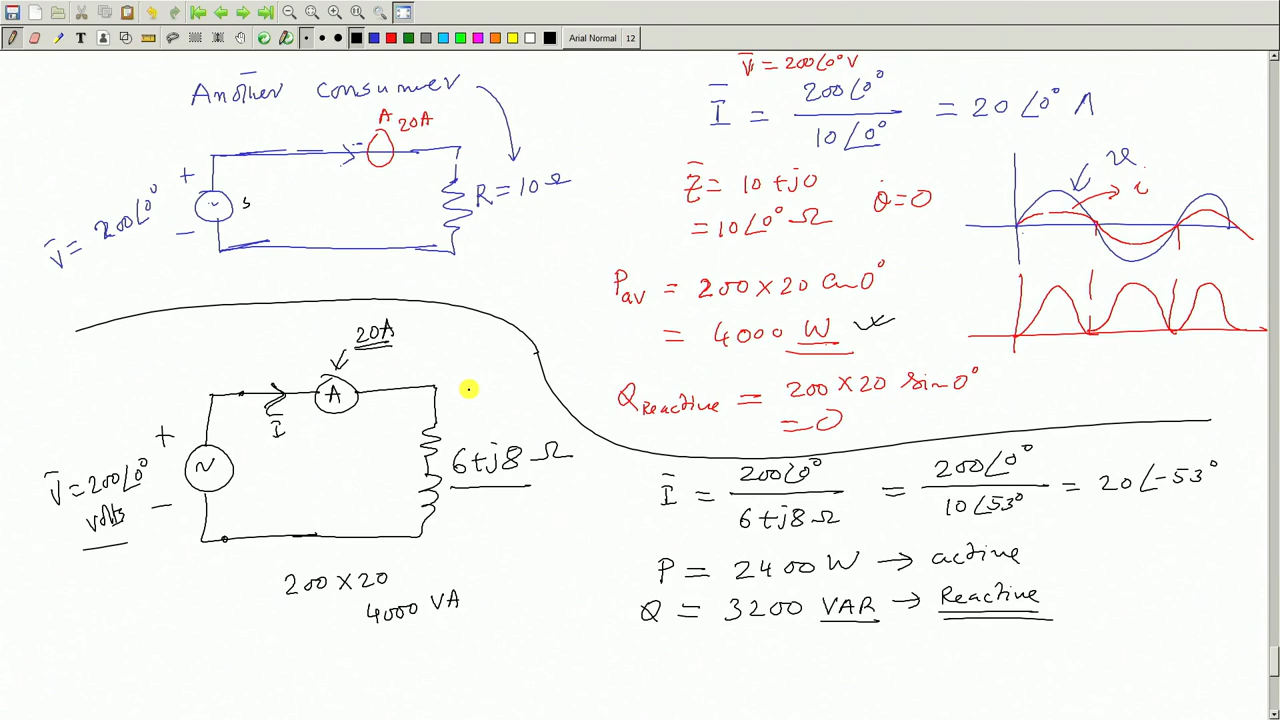 Arial Normal 12
Another consumer
A 20A
V̄ = 200∠0°
+
~
s
−
R = 10 Ω
V̄ = 200∠0° V
Ī = 200∠0° / 10∠0° = 20∠0° A
Z̄ = 10 + j0
= 10∠0° Ω
θ = 0
v
i
Pav = 200 × 20 cos 0°
= 4000 W
QReactive = 200 × 20 sin 0°
= 0
20A
A
Ī
+
~
−
V̄ = 200∠0°
volts
6 + j8 Ω
200 × 20
4000 VA
Ī = 200∠0° / 6 + j8 Ω = 200∠0° / 10∠53° = 20∠-53°
P = 2400 W → active
Q = 3200 VAR → Reactive